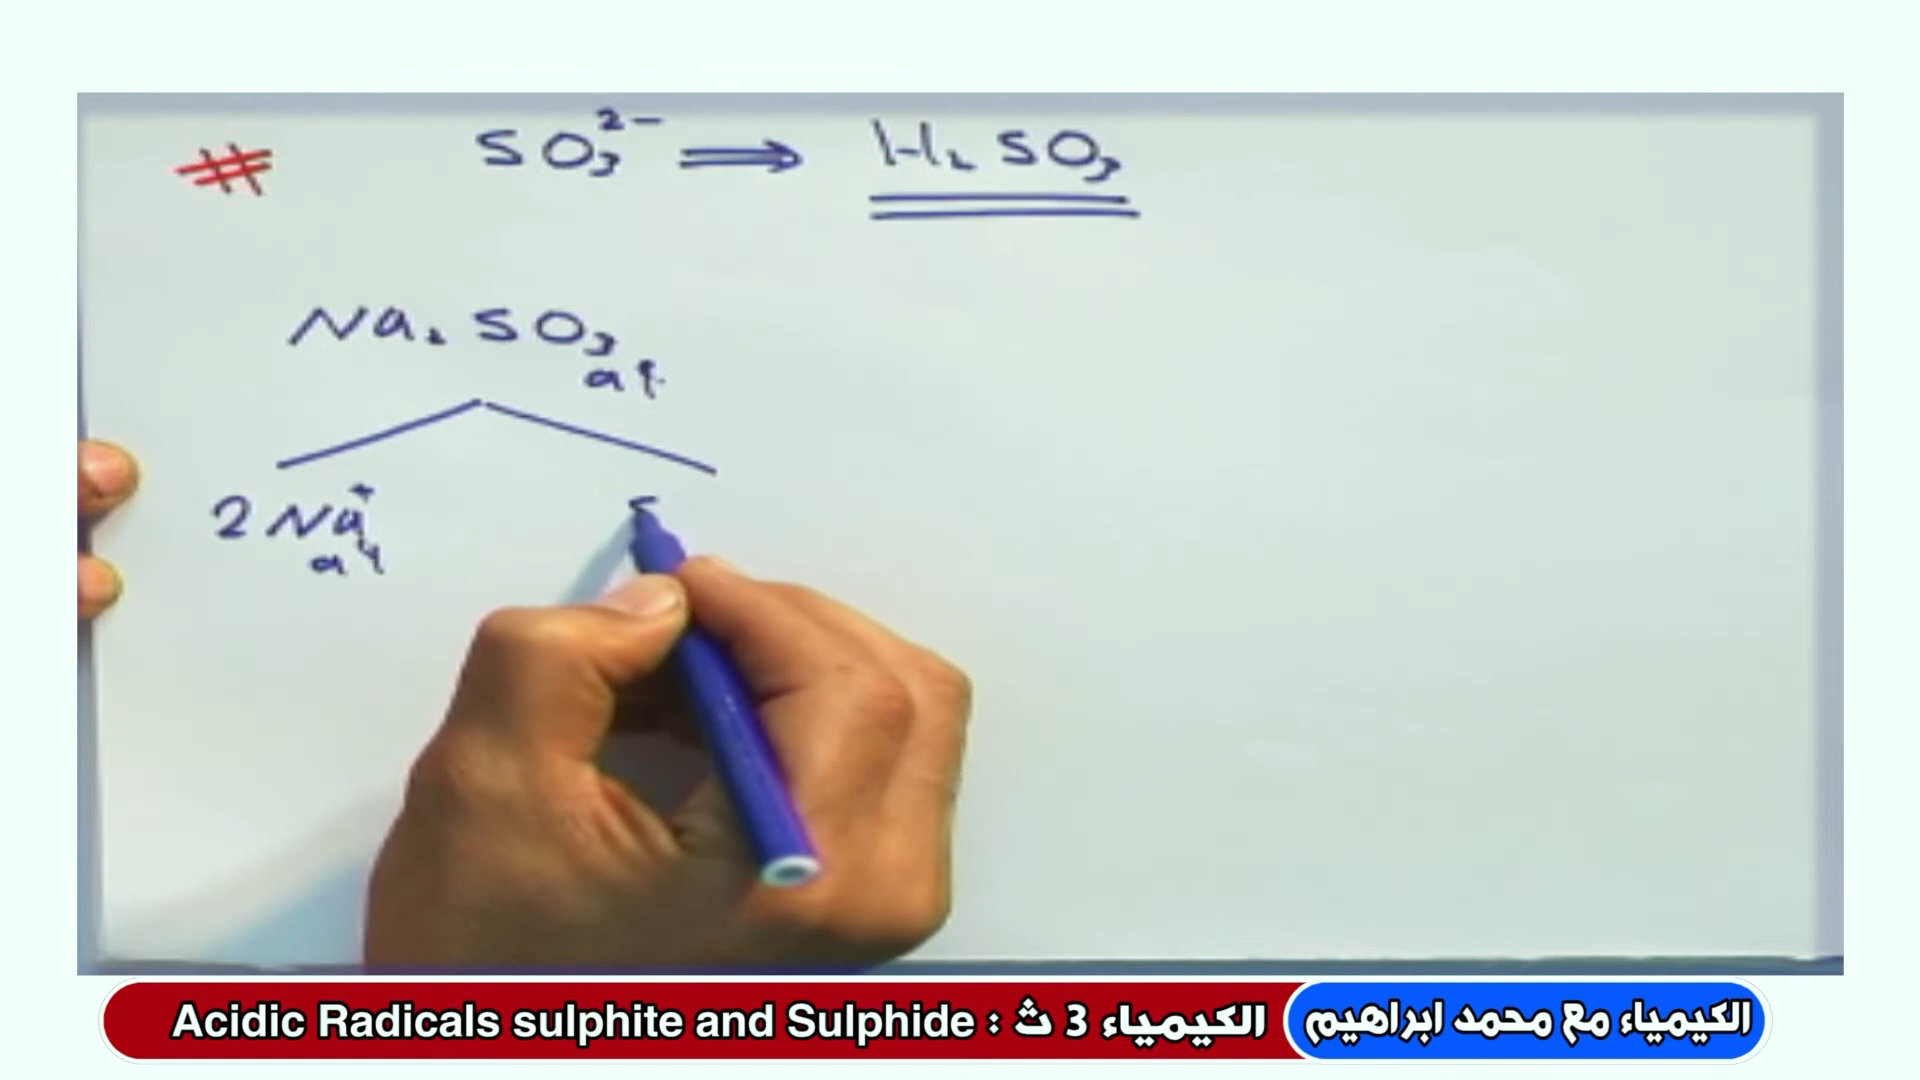 # SO₃²⁻ ⇒ H₂SO₃
Na₂SO₃ aq
2Na⁺ aq S
Acidic Radicals sulphite and Sulphide : الكيمياء 3 ث
الكيمياء مع محمد ابراهيم